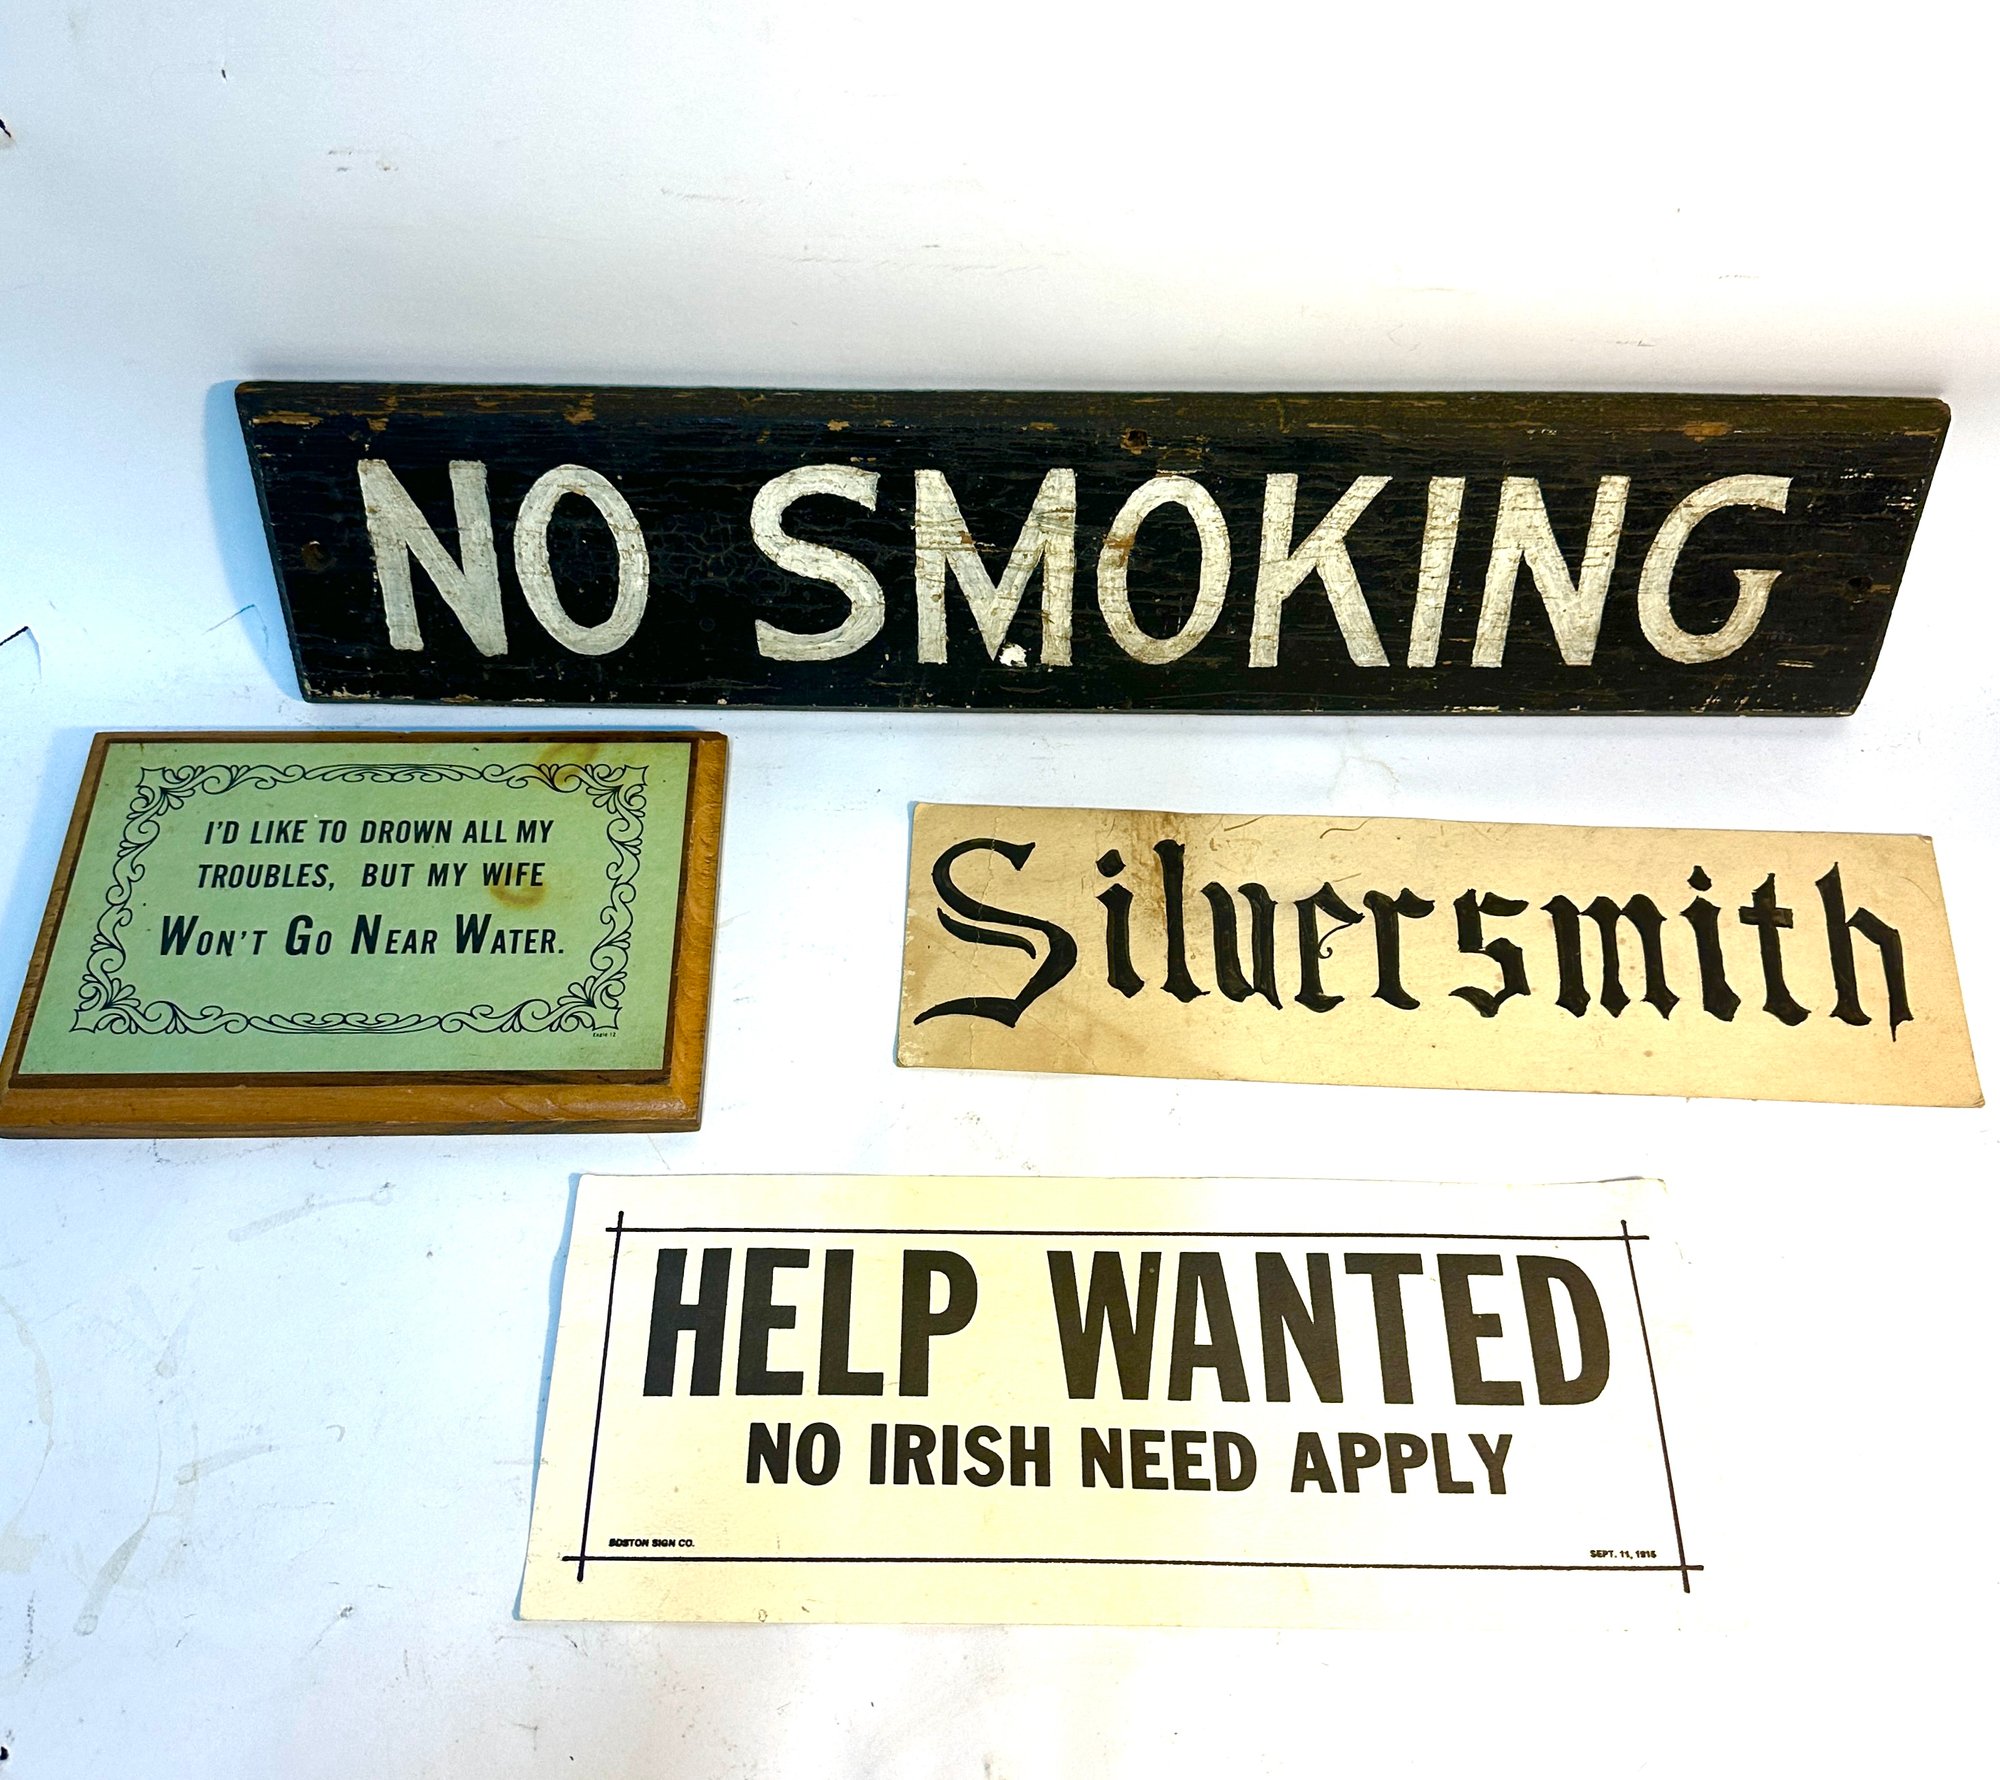 NO SMOKING
I'D LIKE TO DROWN ALL MY
TROUBLES, BUT MY WIFE
WON'T GO NEAR WATER.
Silversmith
HELP WANTED
NO IRISH NEED APPLY
BOSTON SIGN CO.
SEPT. 11, 1915